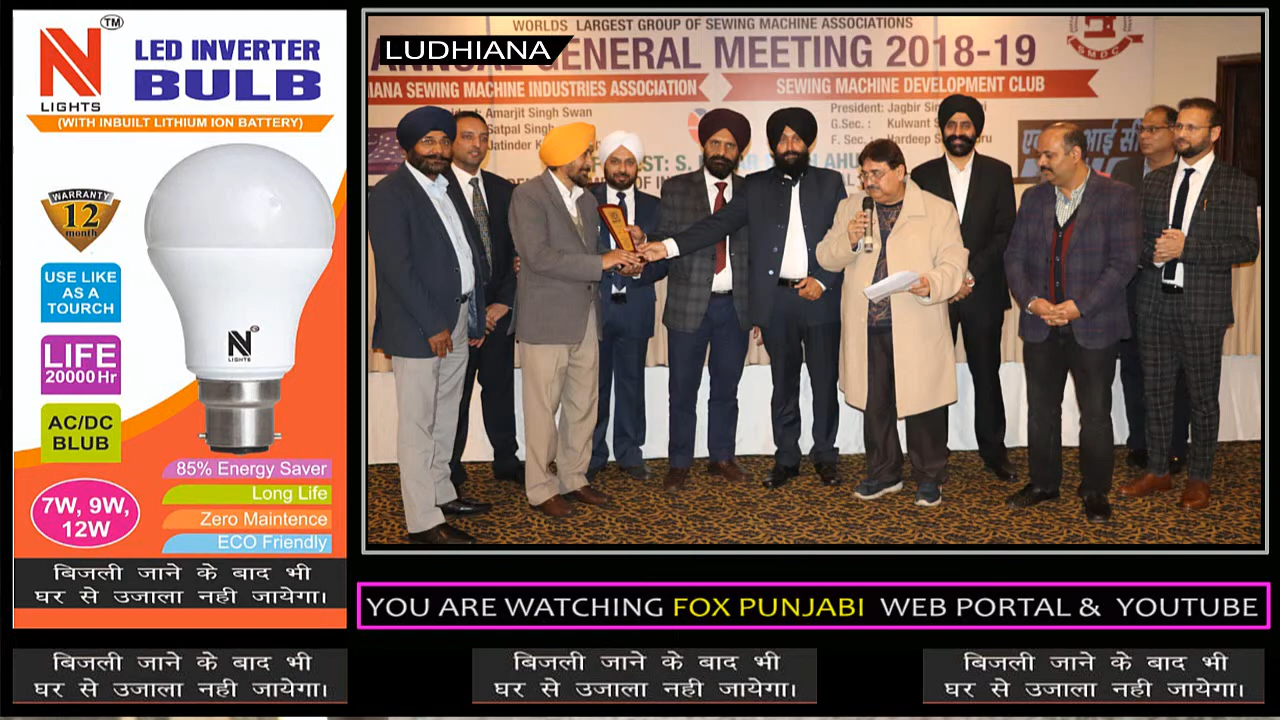 TM
N
LIGHTS
LED INVERTER
BULB
(WITH INBUILT LITHIUM ION BATTERY)
WARRANTY
12
month
USE LIKE
AS A
TOURCH
LIFE
20000Hr
AC/DC
BLUB
N
LIGHTS
7W, 9W,
12W
85% Energy Saver
Long Life
Zero Maintence
ECO Friendly
बिजली जाने के बाद भी
घर से उजाला नही जायेगा।
LUDHIANA
WORLDS LARGEST GROUP OF SEWING MACHINE ASSOCIATIONS
ANNUAL GENERAL MEETING 2018-19
SEWING MACHINE INDUSTRIES ASSOCIATION
SEWING MACHINE DEVELOPMENT CLUB
SMDC
Amarjit Singh Swan
Satpal Singh
Jatinder
President: Jagbir
G.Sec. : Kulwant
F. Sec. : Hardeep
YOU ARE WATCHING FOX PUNJABI WEB PORTAL & YOUTUBE
बिजली जाने के बाद भी
घर से उजाला नही जायेगा।
बिजली जाने के बाद भी
घर से उजाला नही जायेगा।
बिजली जाने के बाद भी
घर से उजाला नही जायेगा।